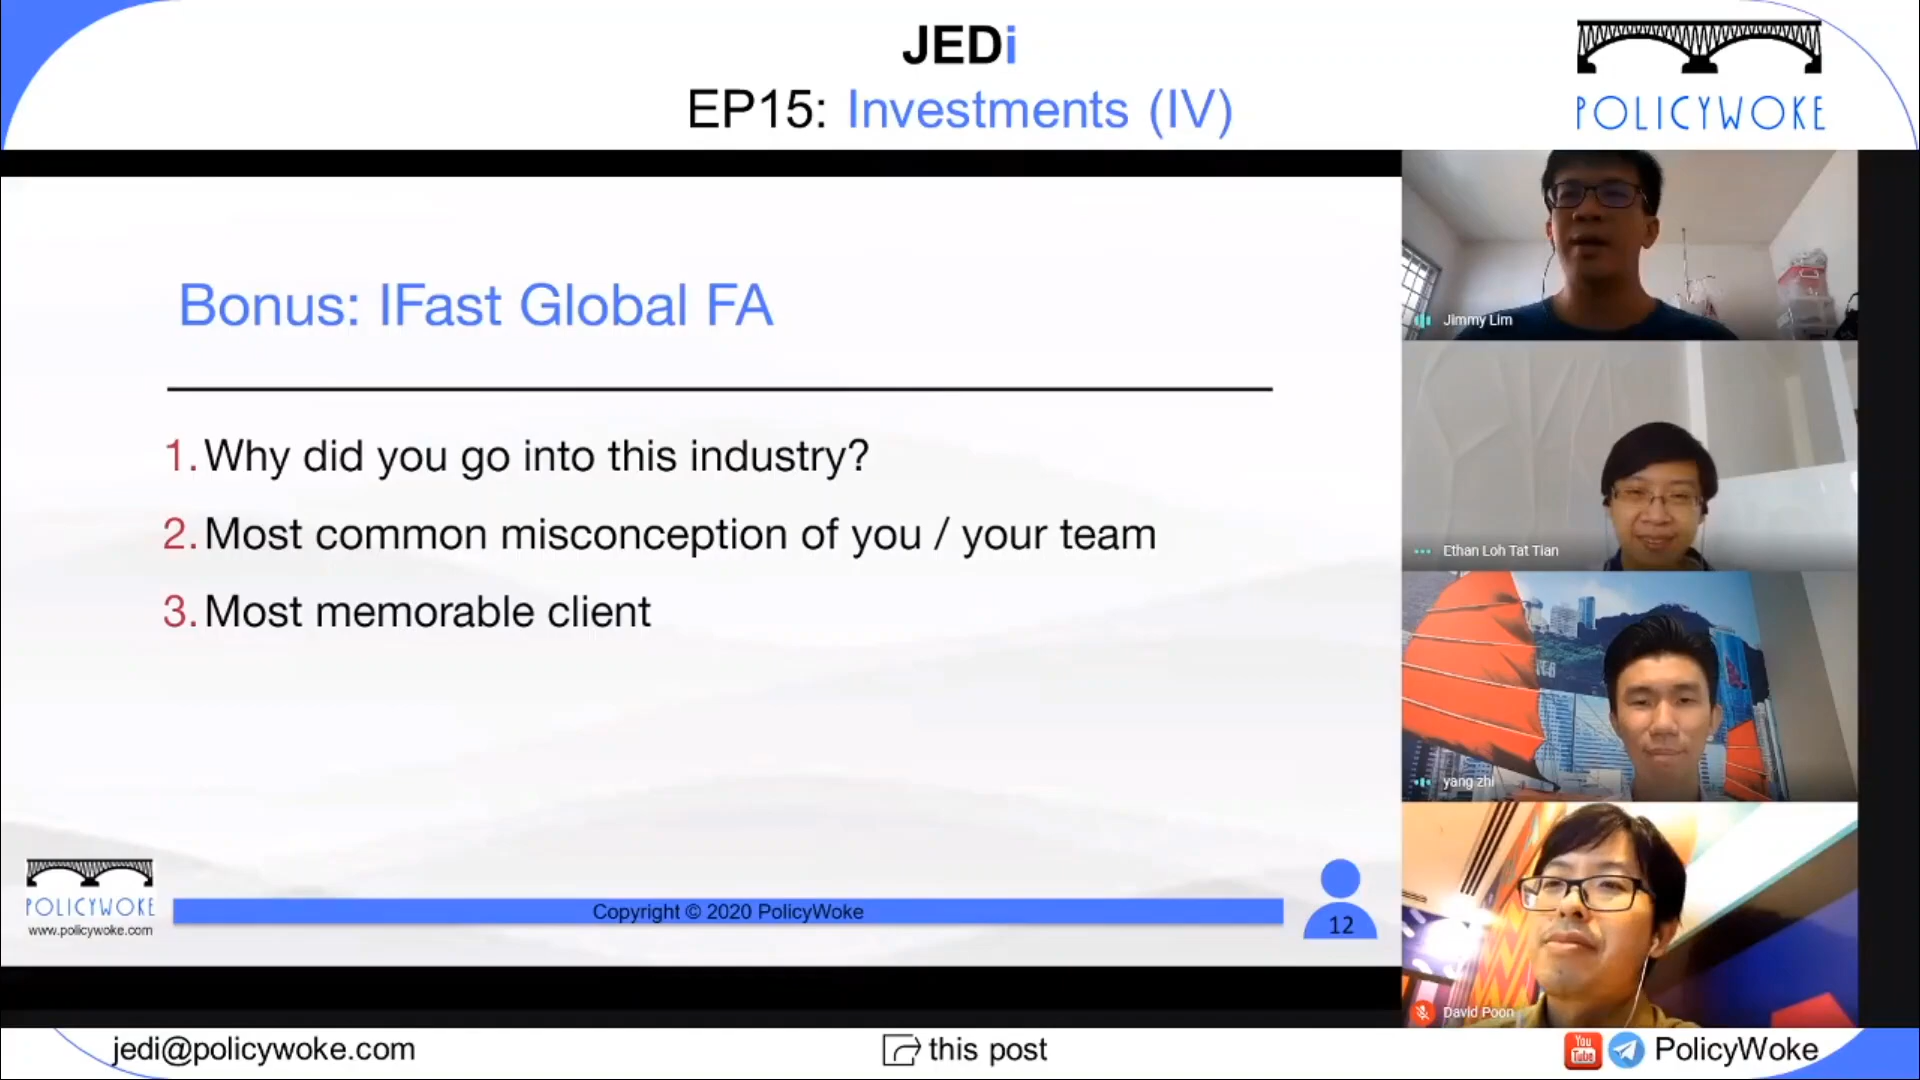 JEDi
EP15: Investments (IV)
POLICYWOKE
Bonus: IFast Global FA
1. Why did you go into this industry?
2. Most common misconception of you / your team
3. Most memorable client
POLICYWOKE
www.policywoke.com
Copyright © 2020 PolicyWoke
12
Jimmy Lim
Ethan Loh Tat Tian
yang zhi
David Poon
jedi@policywoke.com
this post
You
Tube
PolicyWoke